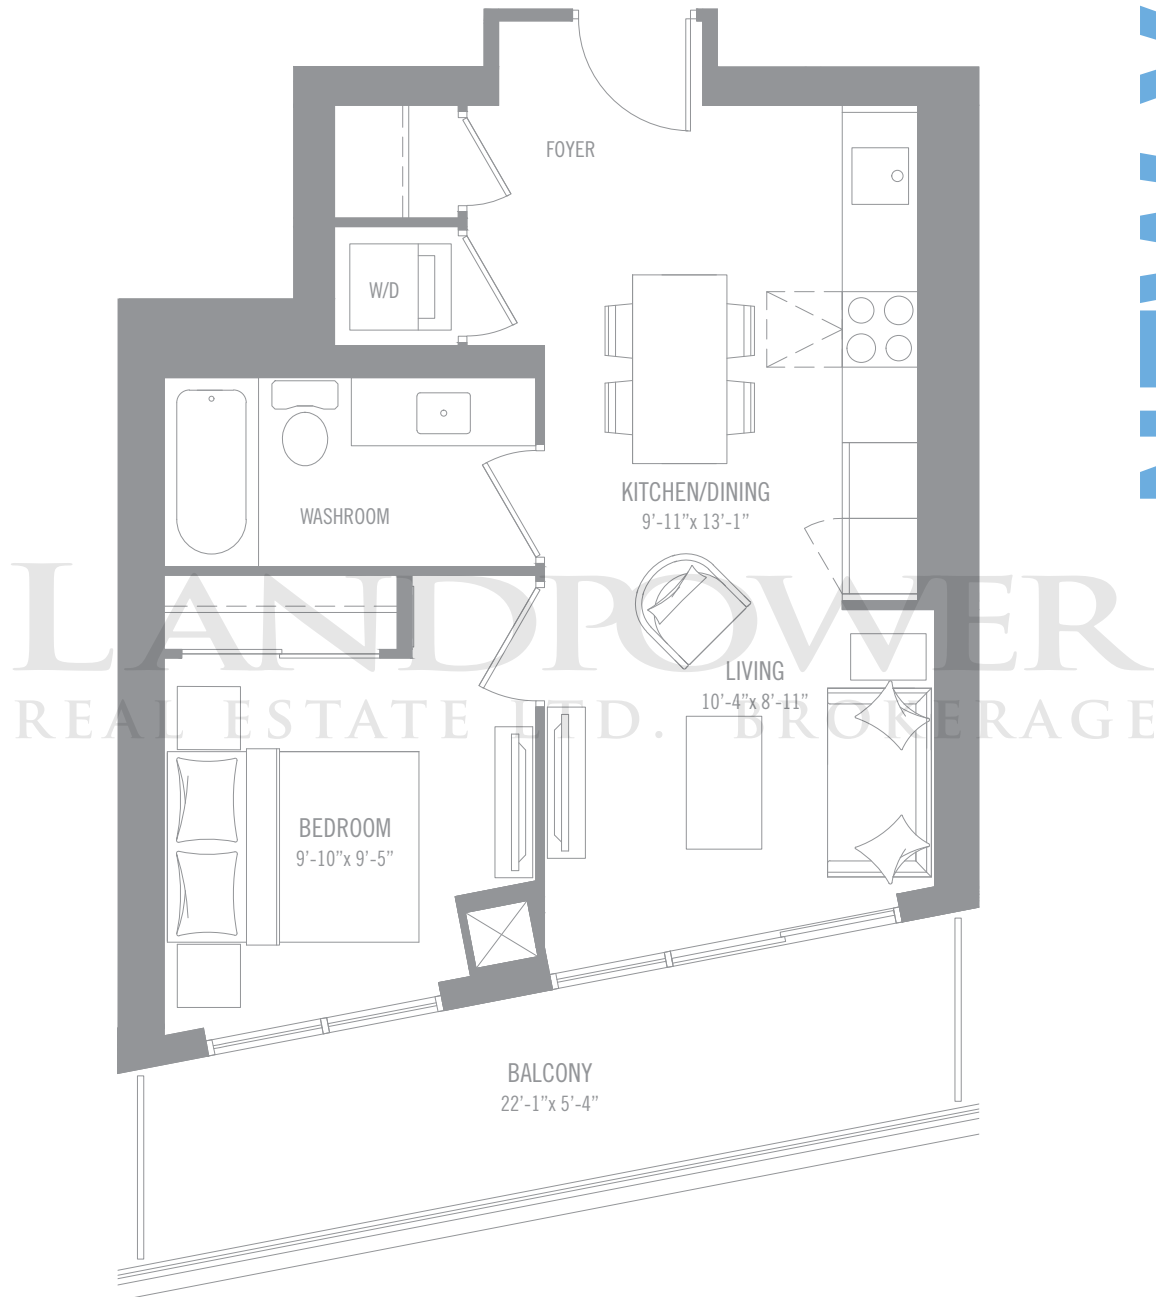 FOYER
W/D
KITCHEN/DINING
9'-11"x 13'-1"
WASHROOM
LANDPOWER
REAL ESTATE LTD. BROKERAGE
LIVING
10'-4"x 8'-11"
BEDROOM
9'-10"x 9'-5"
BALCONY
22'-1"x 5'-4"